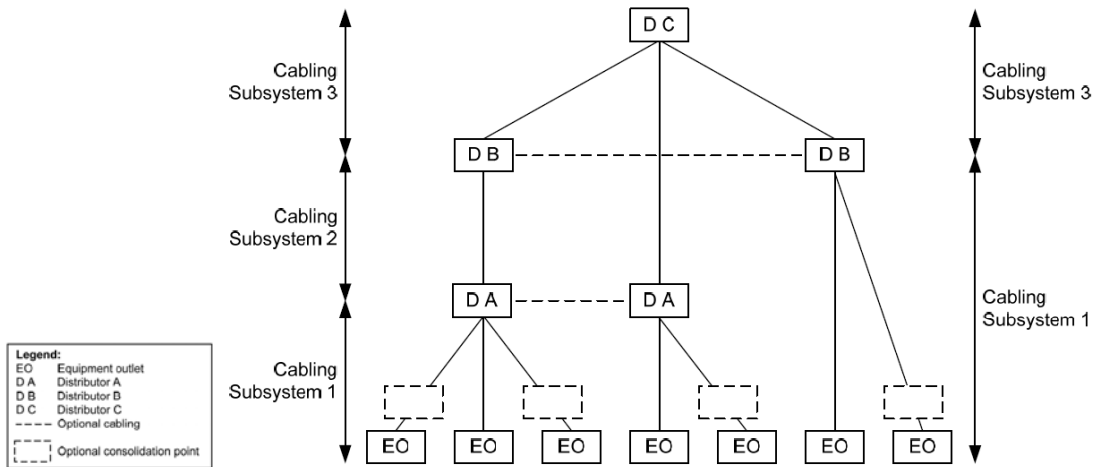 D C
Cabling
Subsystem 3
Cabling
Subsystem 3
D B
D B
Cabling
Subsystem 2
D A
D A
Cabling
Subsystem 1
Cabling
Subsystem 1
EO
EO
EO
EO
EO
EO
EO
Legend:
EO Equipment outlet
D A Distributor A
D B Distributor B
D C Distributor C
Optional cabling
Optional consolidation point